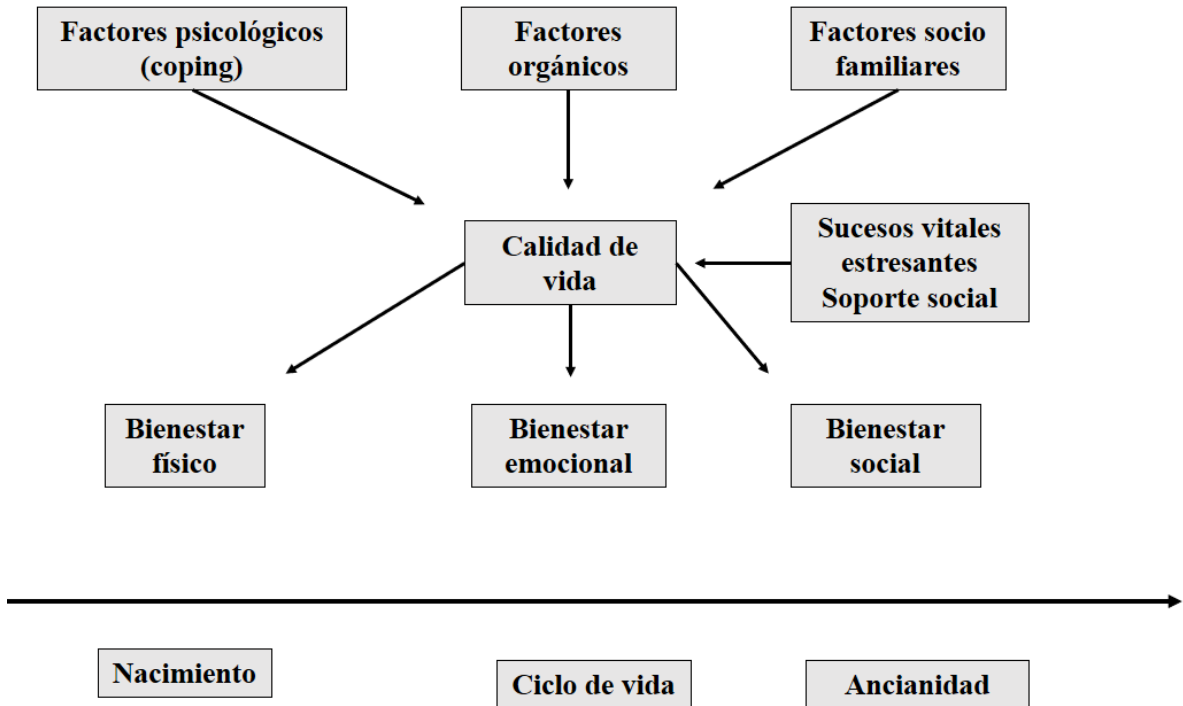 Factores psicológicos
(coping)
Factores
orgánicos
Factores socio
familiares
Calidad de
vida
Sucesos vitales
estresantes
Soporte social
Bienestar
físico
Bienestar
emocional
Bienestar
social
Nacimiento
Ciclo de vida
Ancianidad